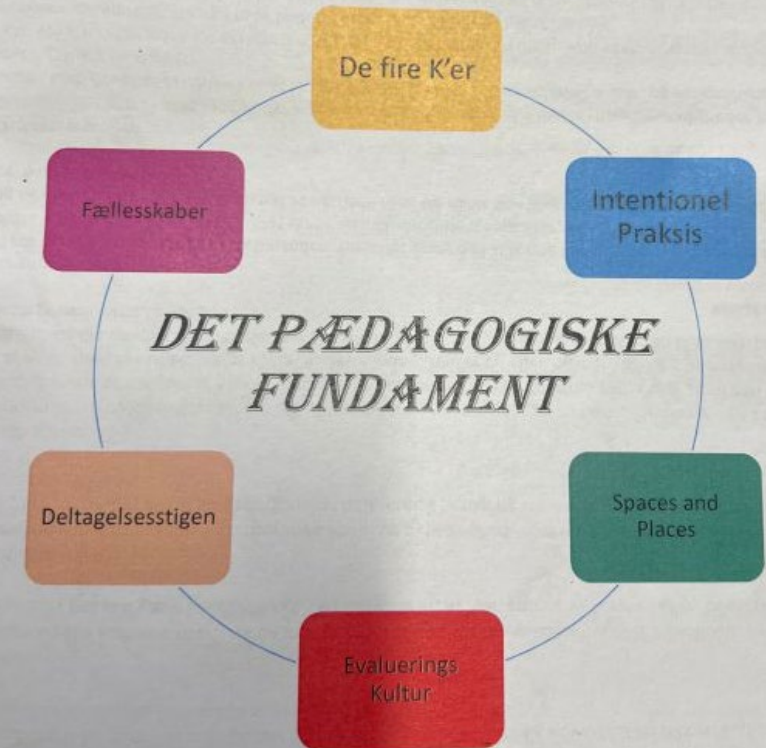 De fire K'er
Fællesskaber
Intentionel
Praksis
DET PÆDAGOGISKE
FUNDAMENT
Deltagelsesstigen
Spaces and
Places
Evaluerings
Kultur